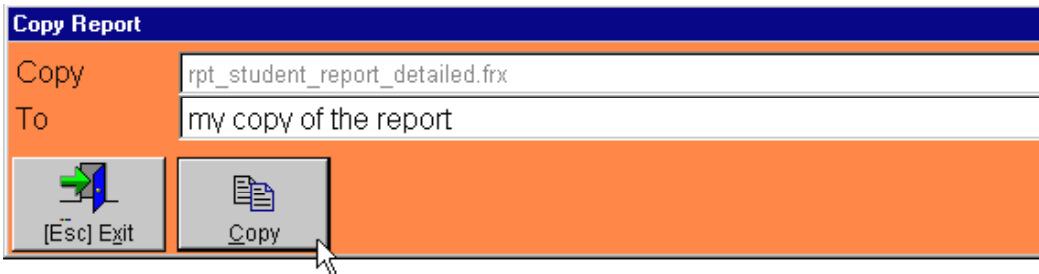 Copy Report
Copy rpt_student_report_detailed.frx
To my copy of the report
[Esc] Exit Copy